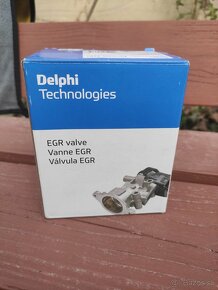 Delphi
Technologies
EGR valve
Vanne EGR
Válvula EGR